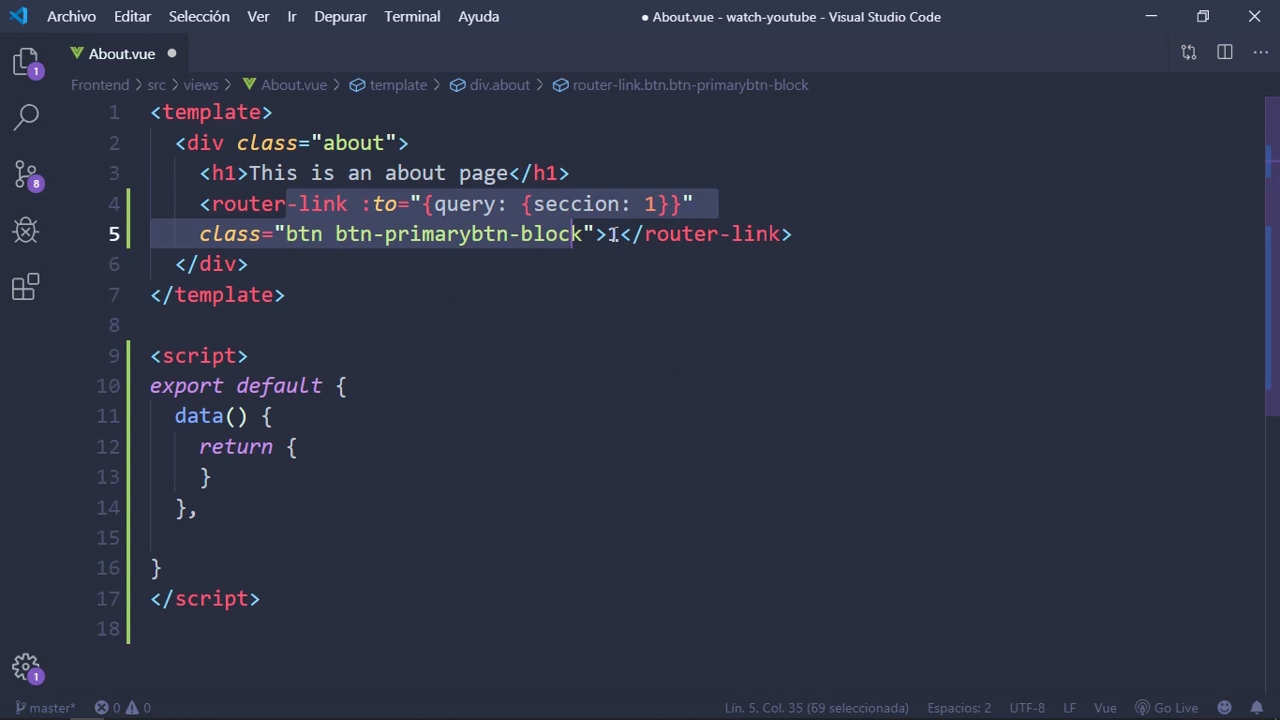 Archivo Editar Selección Ver Ir Depurar Terminal Ayuda ● About.vue - watch-youtube - Visual Studio Code
About.vue ●
Frontend > src > views > About.vue > template > div.about > router-link.btn.btn-primarybtn-block
1 <template>
2 <div class="about">
3 <h1>This is an about page</h1>
4 <router-link :to="{query: {seccion: 1}}"
5 class="btn btn-primarybtn-block">1</router-link>
6 </div>
7 </template>
8
9 <script>
10 export default {
11 data() {
12 return {
13 }
14 },
15
16 }
17 </script>
18
1
8
1
master* 0 0 Lín. 5, Col. 35 (69 seleccionada) Espacios: 2 UTF-8 LF Vue Go Live